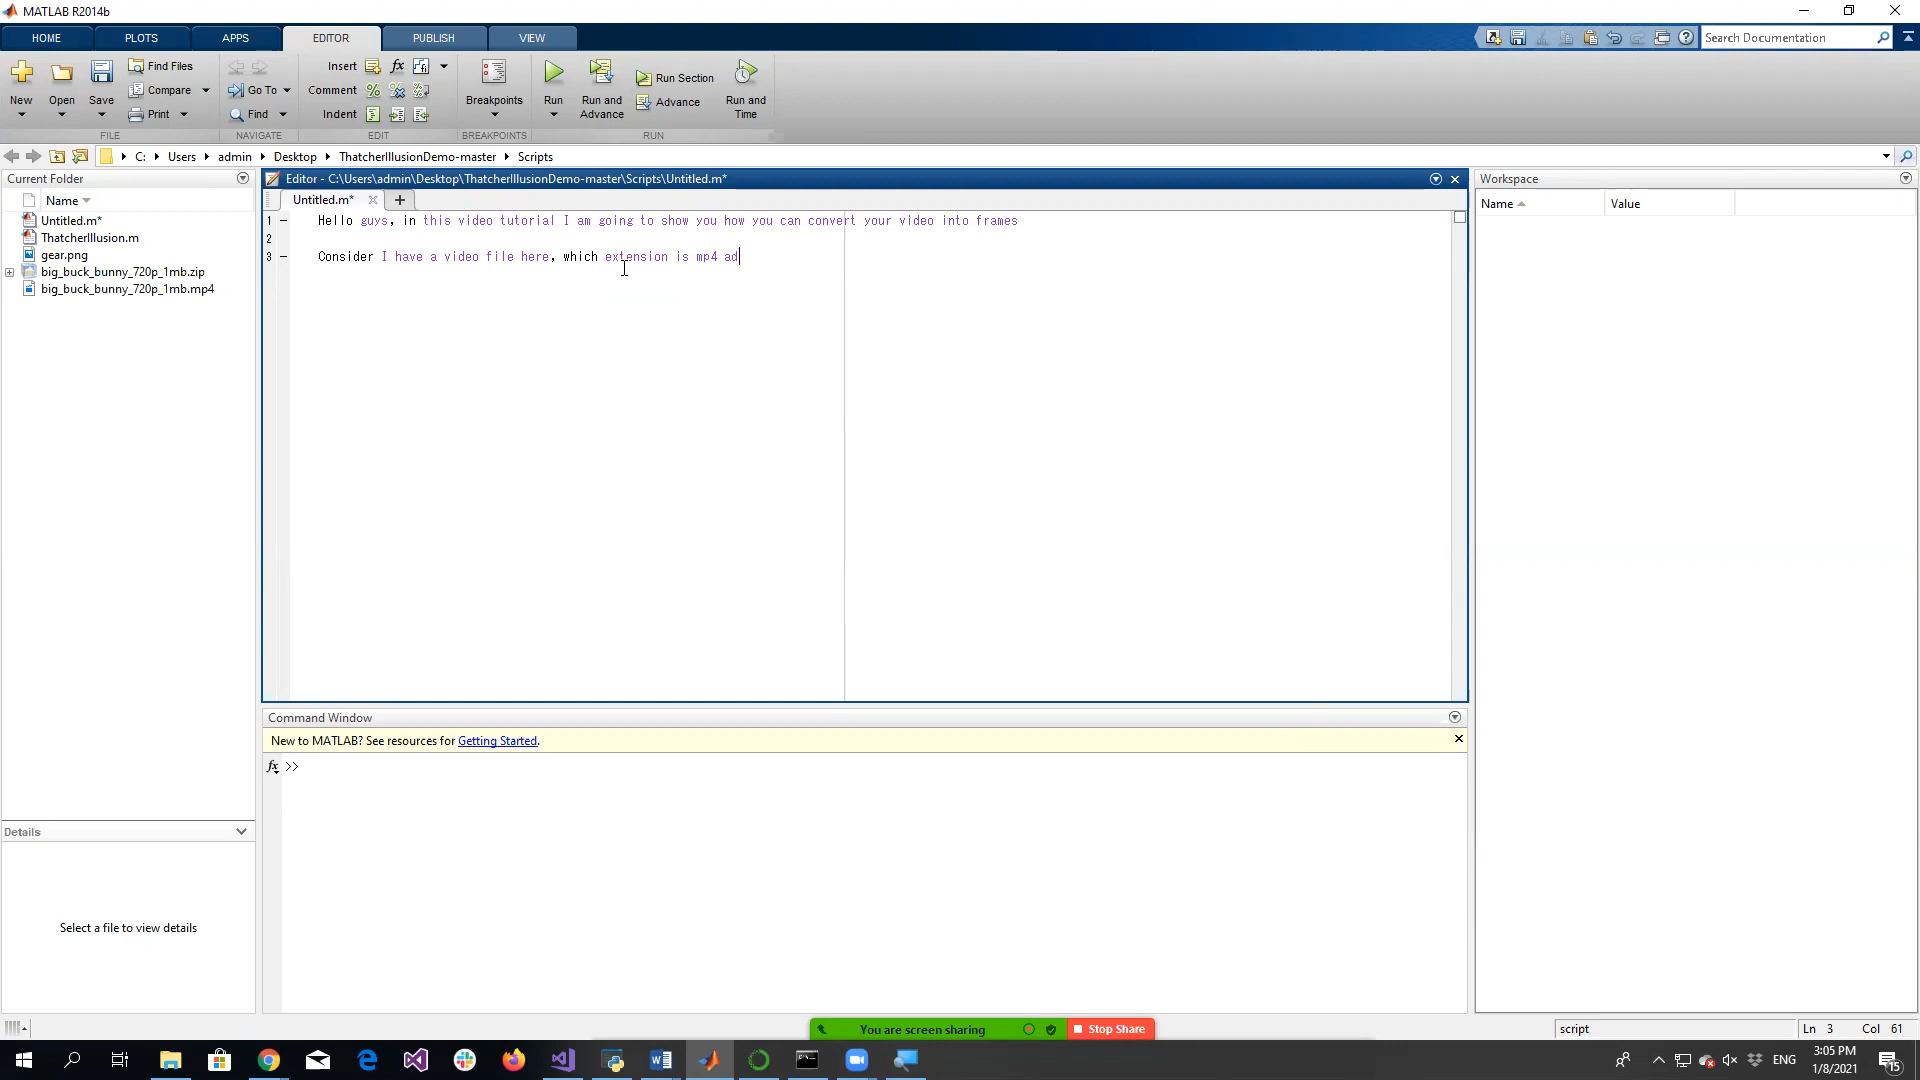 MATLAB R2014b
HOME PLOTS APPS EDITOR PUBLISH VIEW Search Documentation
Find Files Insert fx
New Open Save Compare Go To Comment Breakpoints Run Run and Advance Run Section Advance Run and Time
Print Find Indent
FILE NAVIGATE EDIT BREAKPOINTS RUN
C: Users admin Desktop ThatcherIllusionDemo-master Scripts
Current Folder
Name
Untitled.m*
ThatcherIllusion.m
gear.png
big_buck_bunny_720p_1mb.zip
big_buck_bunny_720p_1mb.mp4
Details
Select a file to view details
Editor - C:\Users\admin\Desktop\ThatcherIllusionDemo-master\Scripts\Untitled.m*
Untitled.m*
1 – Hello guys, in this video tutorial I am going to show you how you can convert your video into frames
2
3 – Consider I have a video file here, which extension is mp4 ad
Command Window
New to MATLAB? See resources for Getting Started.
fx >>
Workspace
Name Value
You are screen sharing Stop Share
script Ln 3 Col 61
ENG 3:05 PM
1/8/2021
15